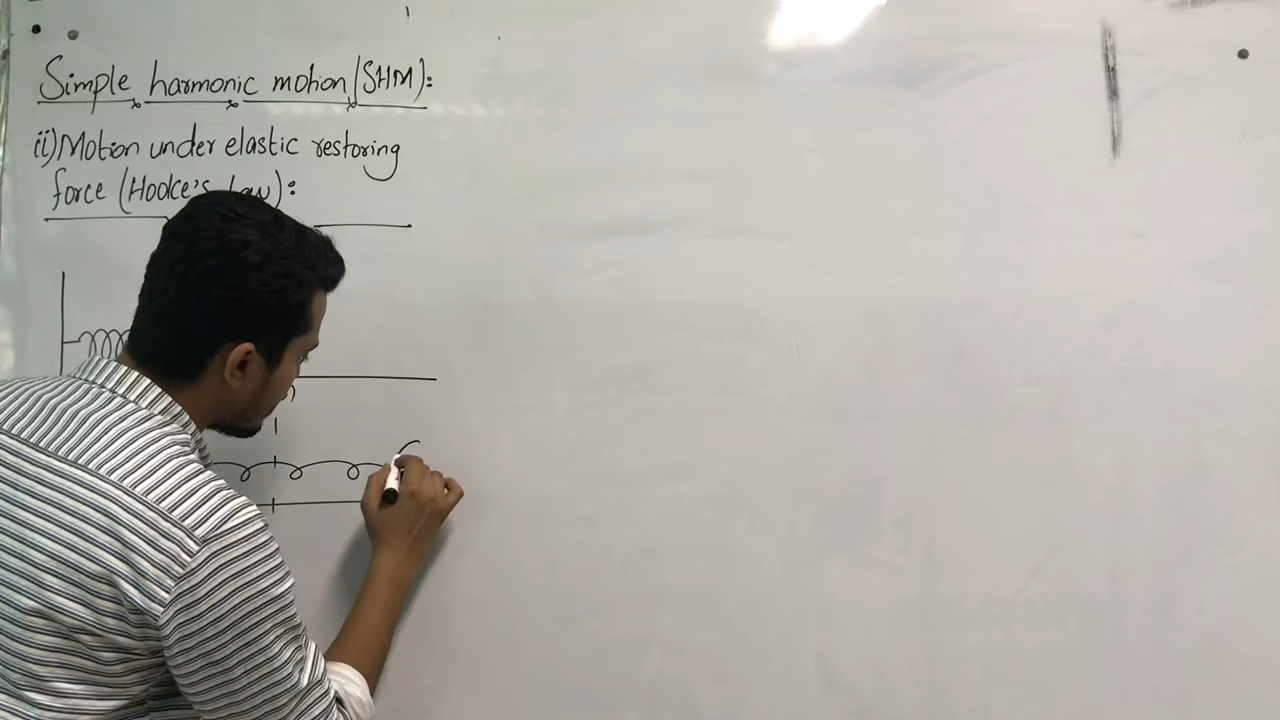 Simple harmonic motion (SHM):
ii) Motion under elastic restoring
force (Hooke's Law):